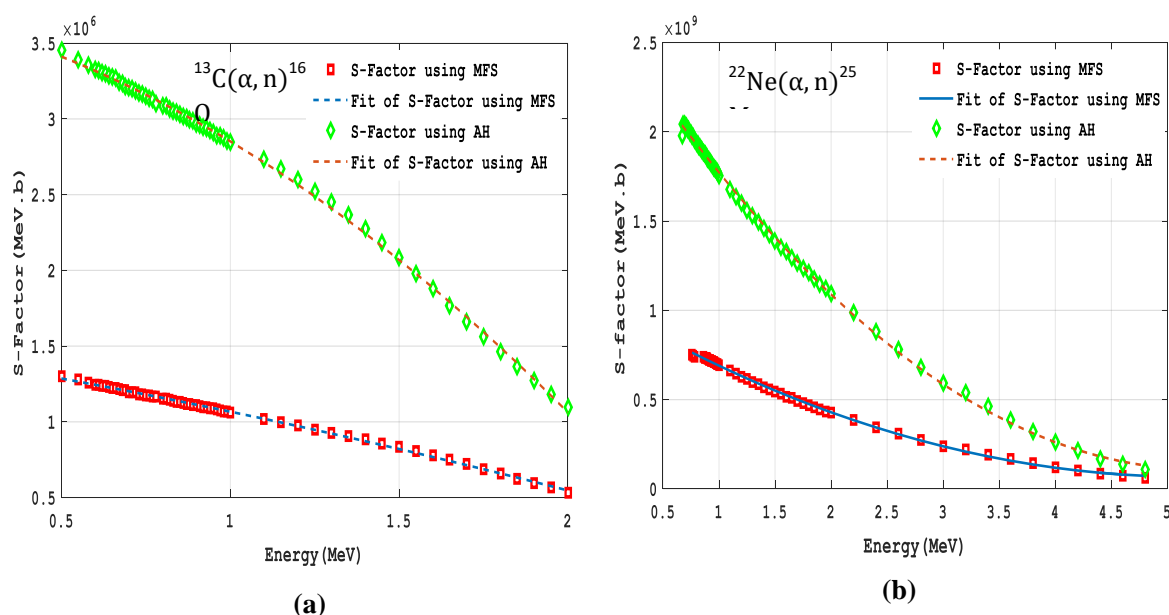 ×10⁶
3.5
3
2.5
2
1.5
1
0.5
0.5
1
1.5
2
S-Factor(MeV.b)
Energy(MeV)
¹³C(α, n)¹⁶
O
S-Factor using MFS
Fit of S-Factor using MFS
S-Factor using AH
Fit of S-Factor using AH
(a)
×10⁹
2.5
2
1.5
1
0.5
0
0.5
1
1.5
2
2.5
3
3.5
4
4.5
5
S-factor(MeV.b)
Energy(MeV)
²²Ne(α, n)²⁵
S-Factor using MFS
Fit of S-Factor using MFS
S-Factor using AH
Fit of S-Factor using AH
(b)